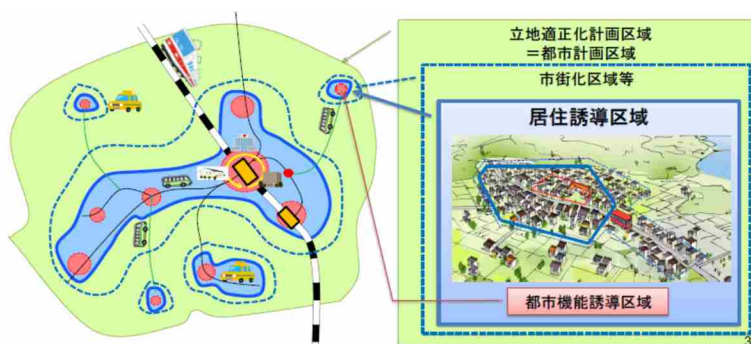 立地適正化計画区域
＝都市計画区域
市街化区域等
居住誘導区域
都市機能誘導区域
3